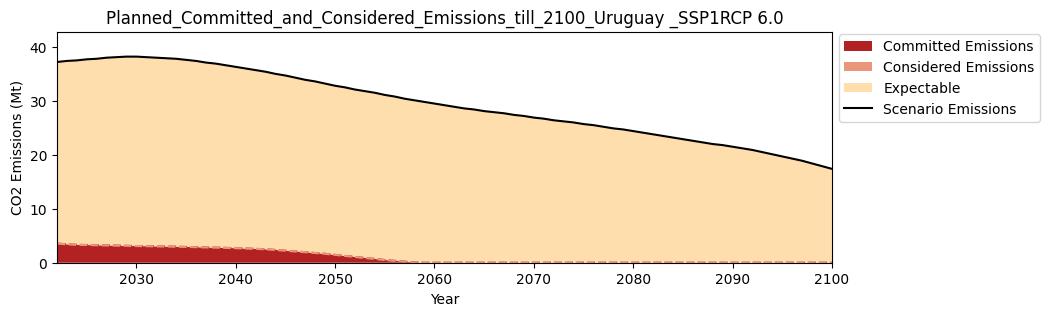 Planned_Committed_and_Considered_Emissions_till_2100_Uruguay _SSP1RCP 6.0
CO2 Emissions (Mt)
40
30
20
10
0
2030 2040 2050 2060 2070 2080 2090 2100
Year
Committed Emissions
Considered Emissions
Expectable
Scenario Emissions